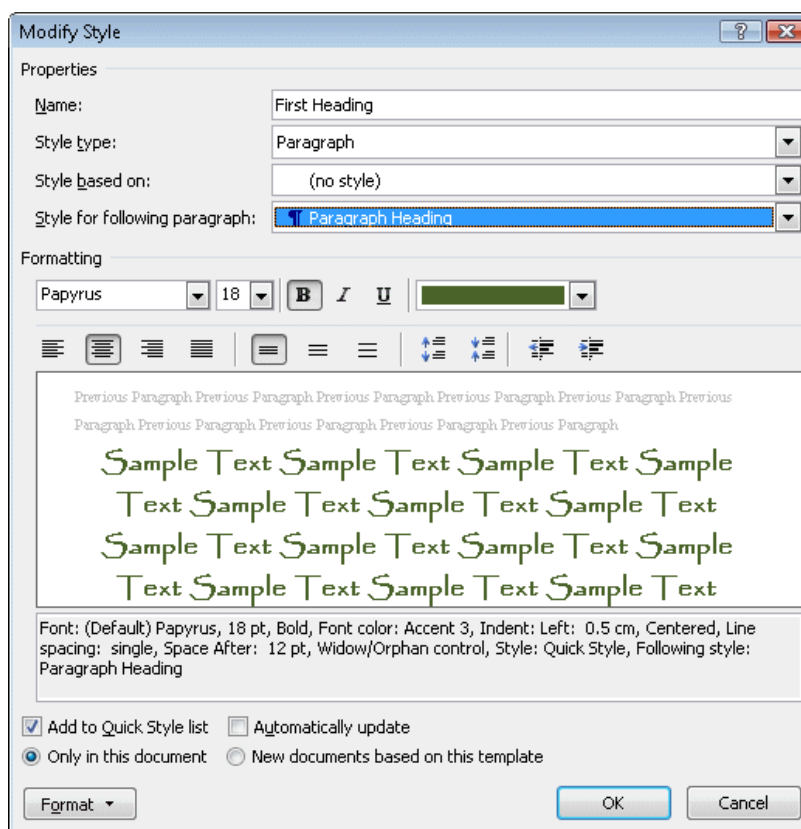 Modify Style
Properties
Name: First Heading
Style type: Paragraph
Style based on: (no style)
Style for following paragraph: ¶ Paragraph Heading
Formatting
Papyrus 18 B I U
Previous Paragraph Previous Paragraph Previous Paragraph Previous Paragraph Previous Paragraph Previous
Paragraph Previous Paragraph Previous Paragraph Previous Paragraph Previous Paragraph
Sample Text Sample Text Sample Text Sample
Text Sample Text Sample Text Sample Text
Sample Text Sample Text Sample Text Sample
Text Sample Text Sample Text Sample Text
Font: (Default) Papyrus, 18 pt, Bold, Font color: Accent 3, Indent: Left: 0.5 cm, Centered, Line
spacing: single, Space After: 12 pt, Widow/Orphan control, Style: Quick Style, Following style:
Paragraph Heading
Add to Quick Style list Automatically update
Only in this document New documents based on this template
Format OK Cancel